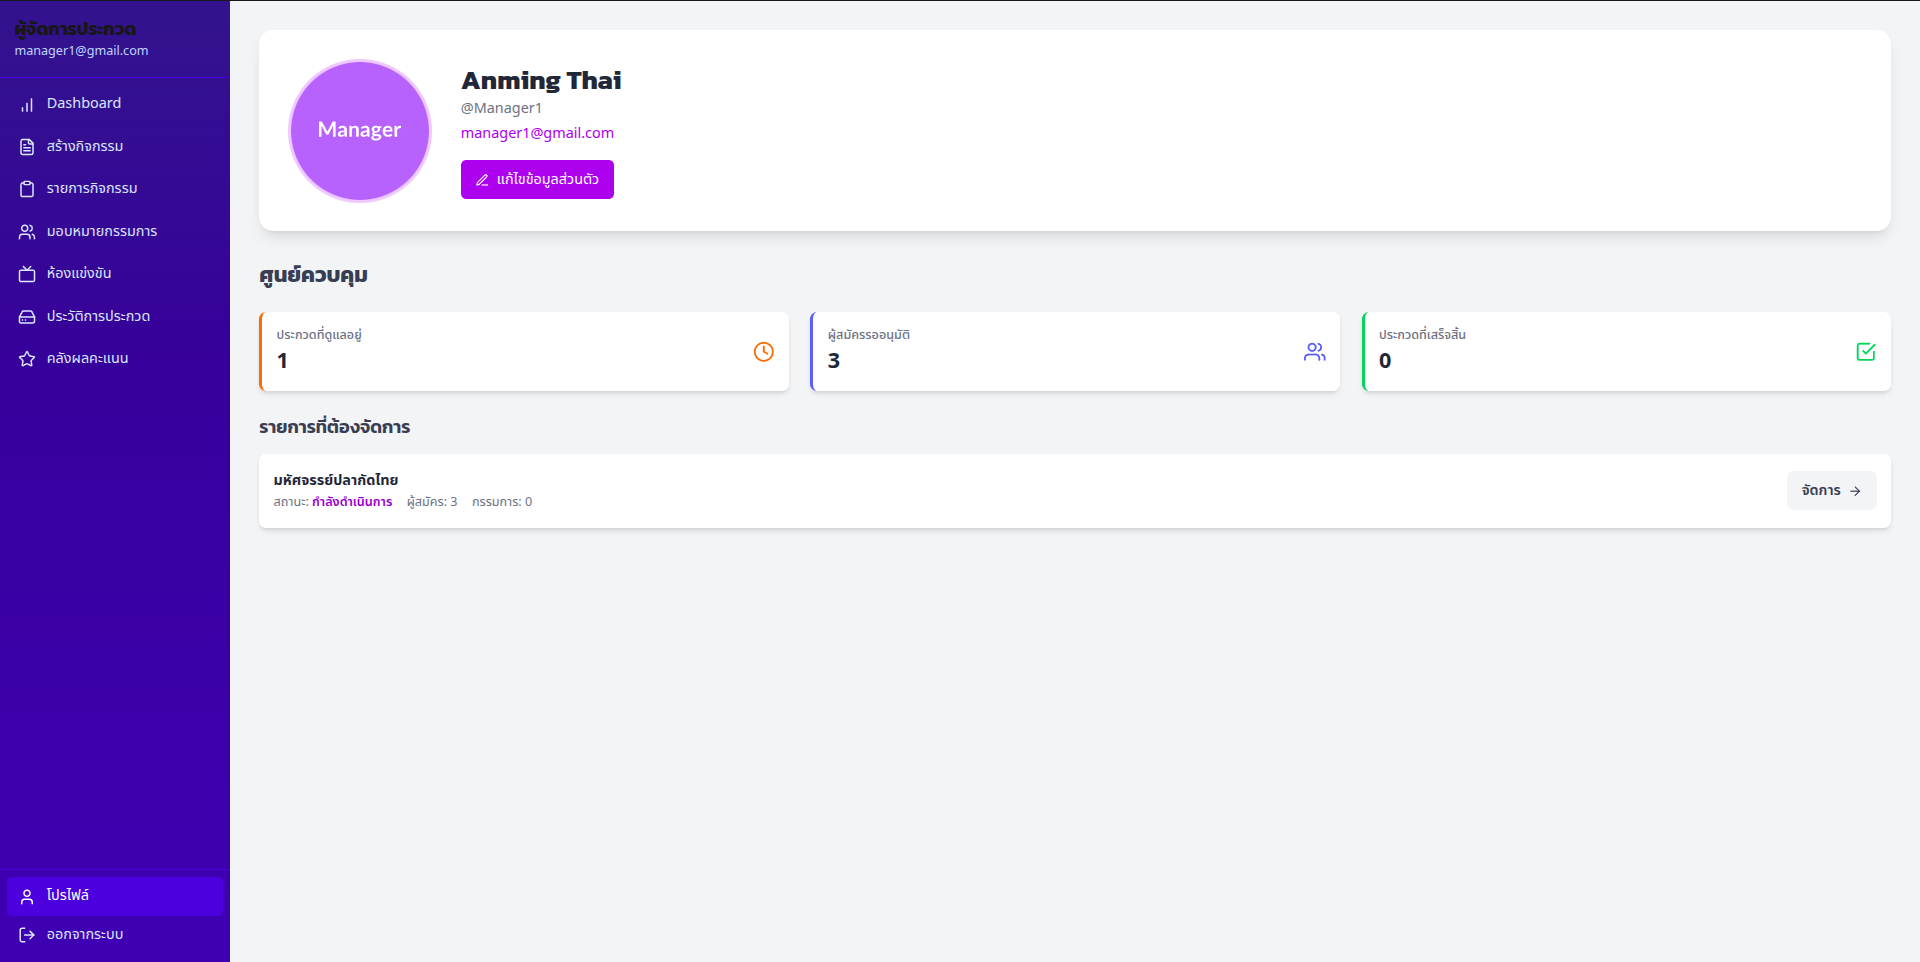 ผู้จัดการประกวด
manager1@gmail.com
Dashboard
สร้างกิจกรรม
รายการกิจกรรม
มอบหมายกรรมการ
ห้องแข่งขัน
ประวัติการประกวด
คลังผลคะแนน
โปรไฟล์
ออกจากระบบ
Manager
Anming Thai
@Manager1
manager1@gmail.com
แก้ไขข้อมูลส่วนตัว
ศูนย์ควบคุม
ประกวดที่ดูแลอยู่
1
ผู้สมัครรออนุมัติ
3
ประกวดที่เสร็จสิ้น
0
รายการที่ต้องจัดการ
มหัศจรรย์ปลากัดไทย
สถานะ: กำลังดำเนินการ ผู้สมัคร: 3 กรรมการ: 0
จัดการ →